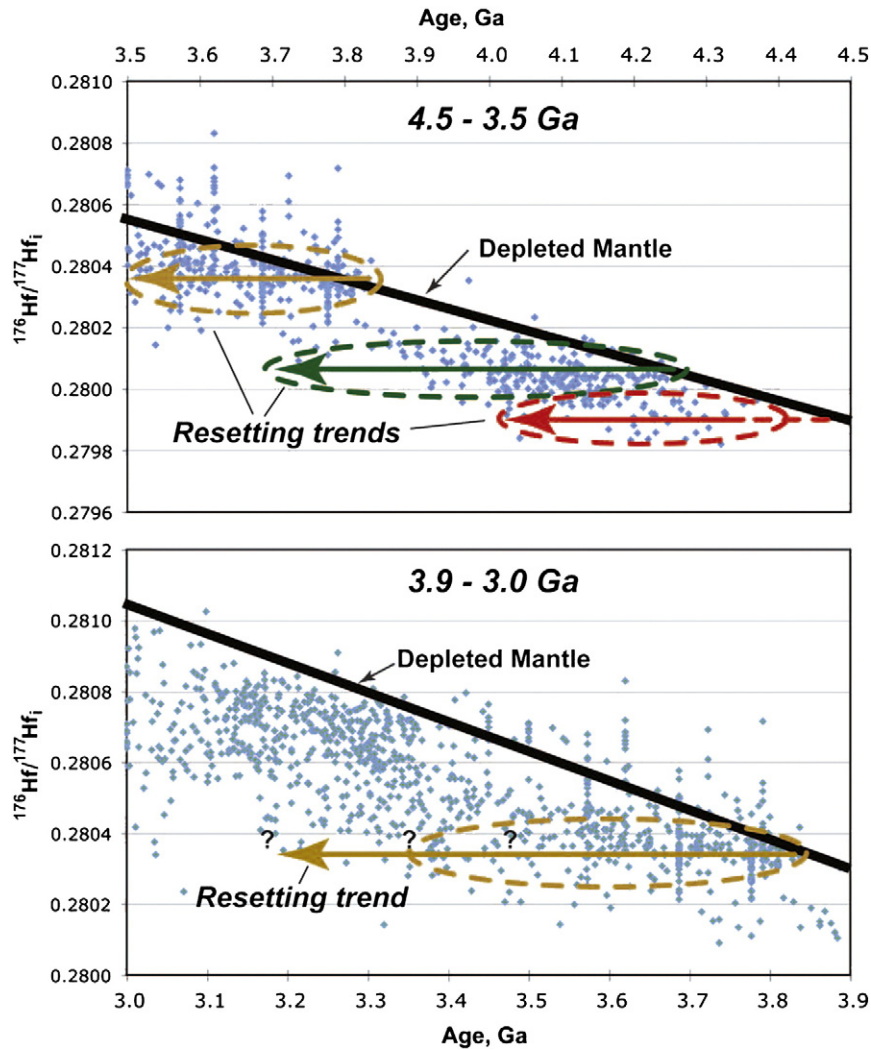 Age, Ga
3.5 3.6 3.7 3.8 3.9 4.0 4.1 4.2 4.3 4.4 4.5
0.2810
4.5 - 3.5 Ga
0.2808
0.2806
Depleted Mantle
0.2804
176Hf/177Hfi
0.2802
0.2800
Resetting trends
0.2798
0.2796
0.2812
3.9 - 3.0 Ga
0.2810
Depleted Mantle
0.2808
176Hf/177Hfi
0.2806
0.2804
? ? ?
Resetting trend
0.2802
0.2800
3.0 3.1 3.2 3.3 3.4 3.5 3.6 3.7 3.8 3.9
Age, Ga